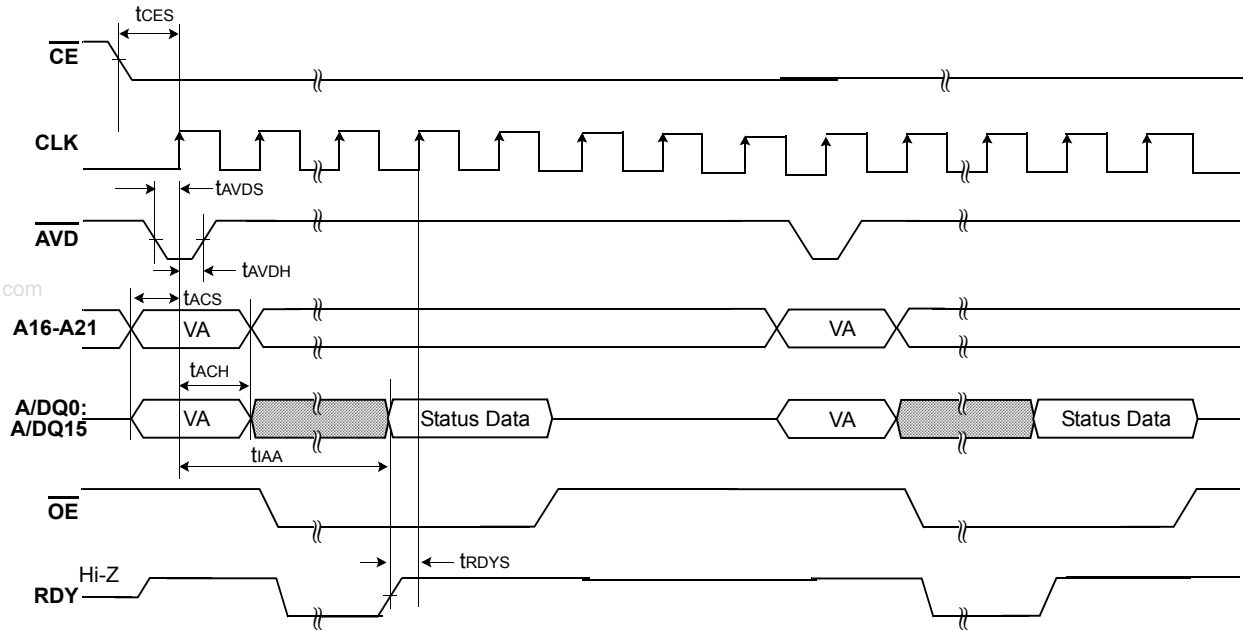 tCES
CE
CLK
tAVDS
AVD
tAVDH
com
tACS
A16-A21
VA
VA
tACH
A/DQ0:
A/DQ15
VA
Status Data
VA
Status Data
tIAA
OE
tRDYS
Hi-Z
RDY